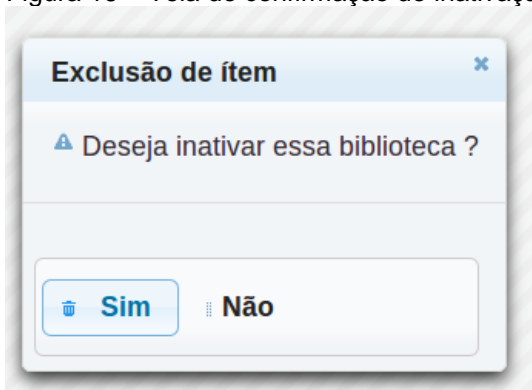 Exclusão de ítem
Deseja inativar essa biblioteca ?
Sim Não